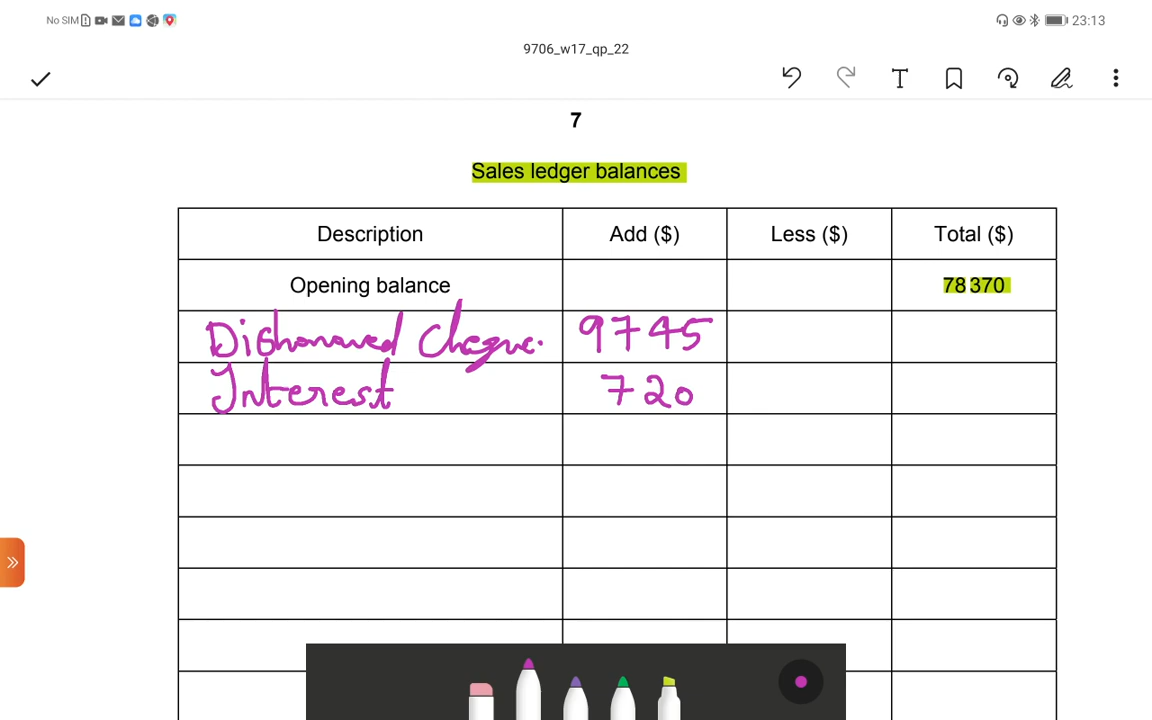 No SIM 23:13
9706_w17_qp_22
7
Sales ledger balances
Description Add ($) Less ($) Total ($)
Opening balance 78 370
Dishonoured Cheque. 9745
Interest 720